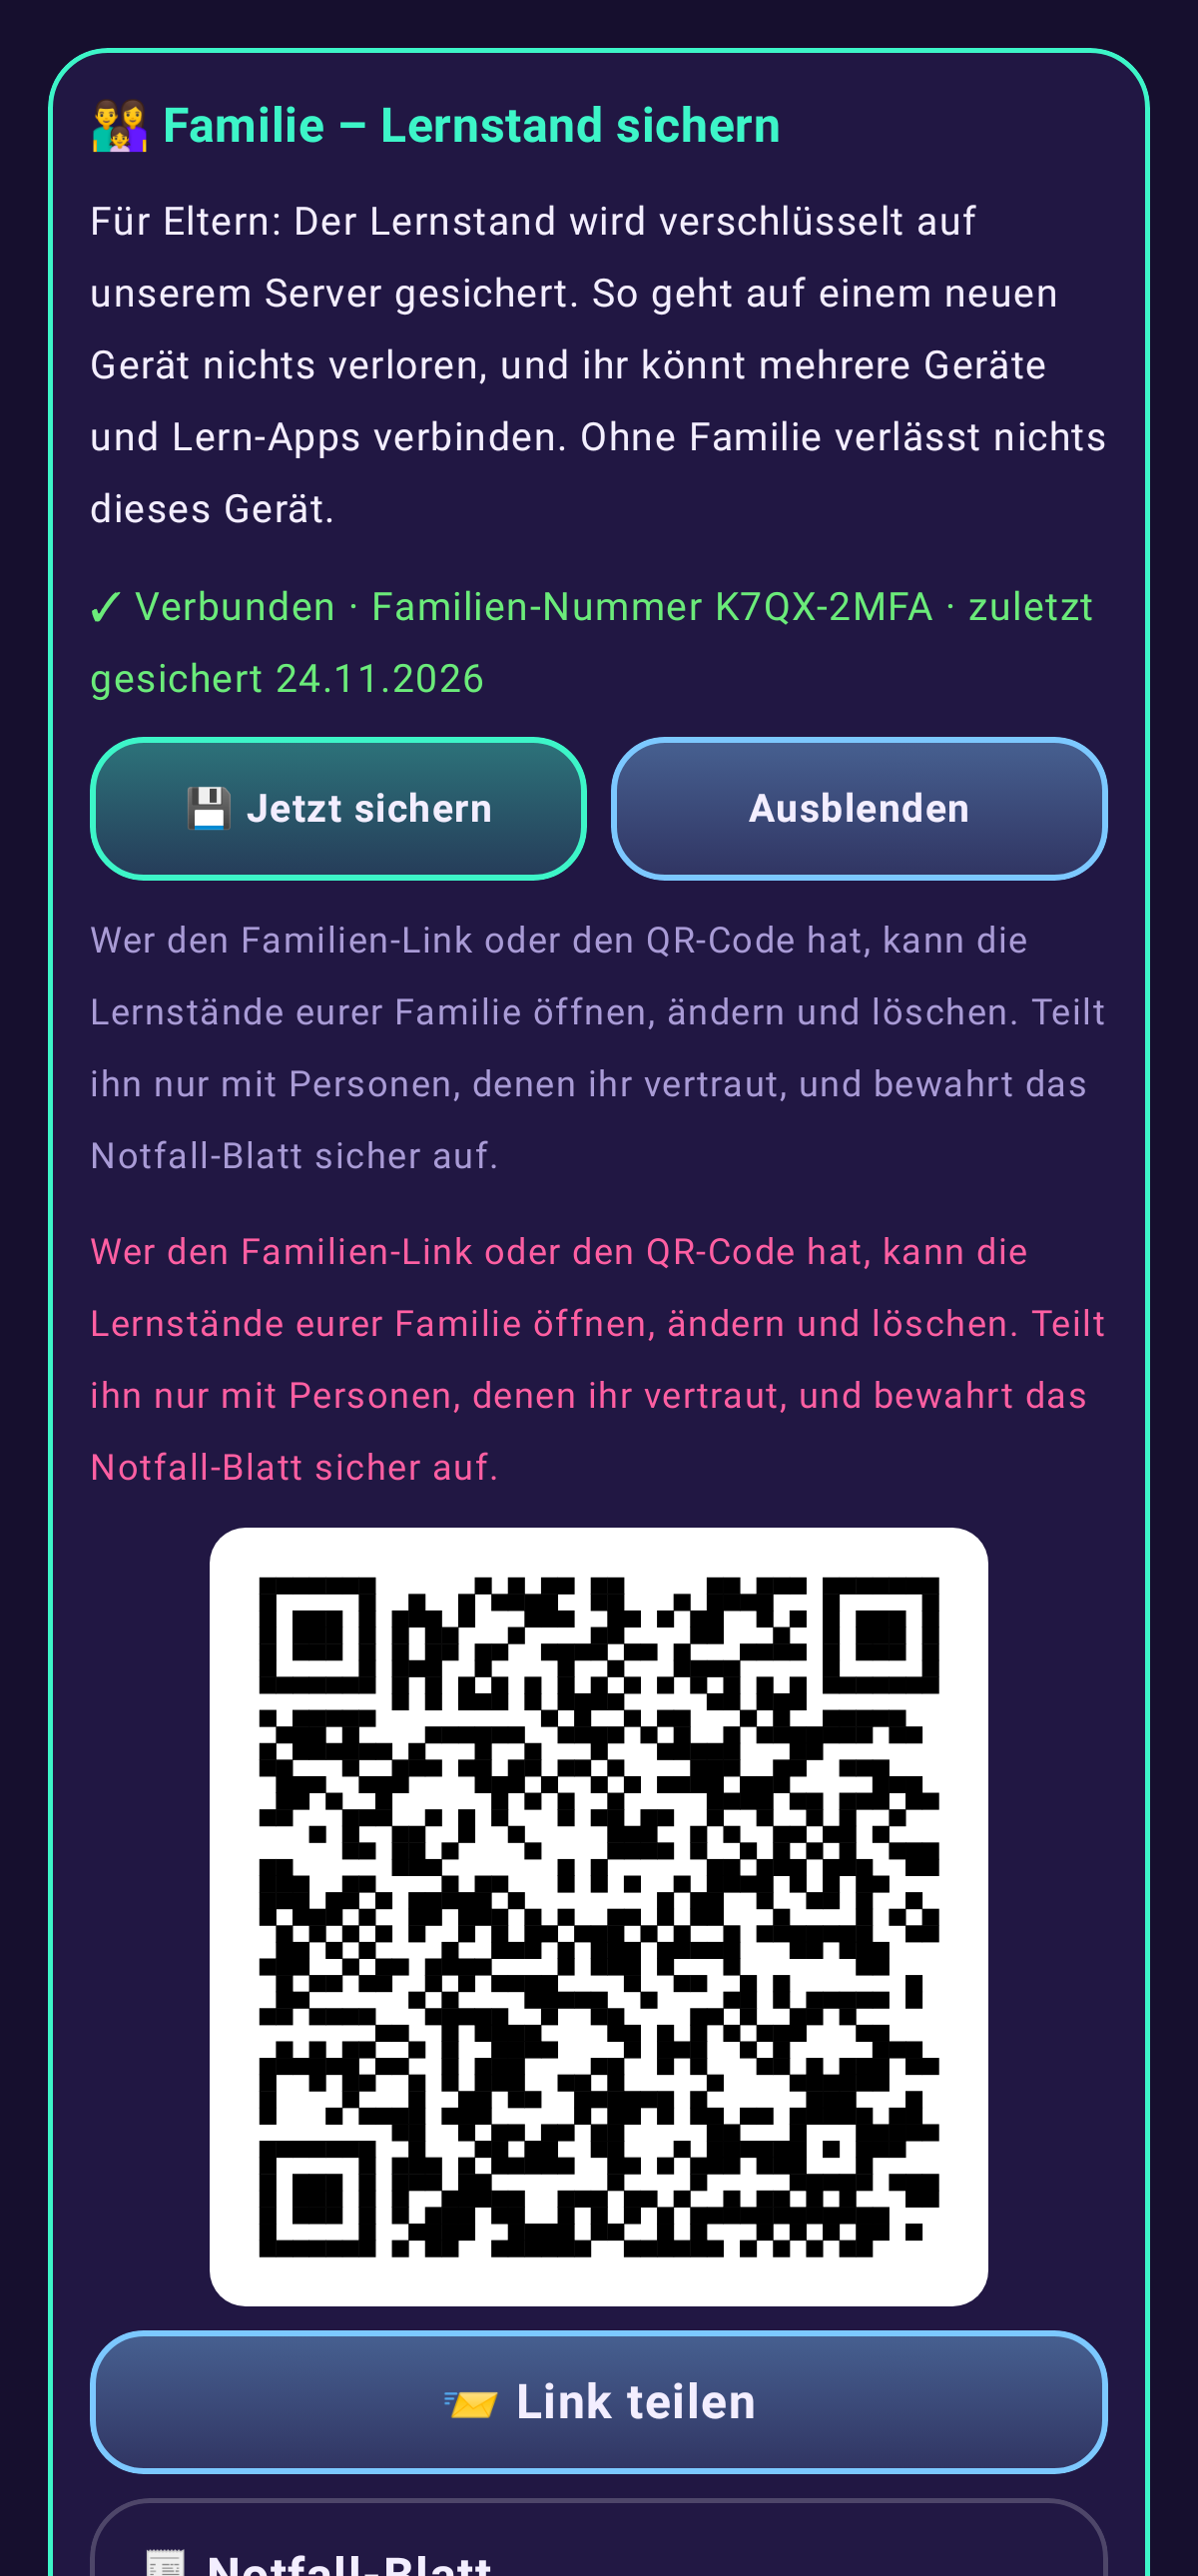 Familie – Lernstand sichern
Für Eltern: Der Lernstand wird verschlüsselt auf
unserem Server gesichert. So geht auf einem neuen
Gerät nichts verloren, und ihr könnt mehrere Geräte
und Lern-Apps verbinden. Ohne Familie verlässt nichts
dieses Gerät.
✓ Verbunden · Familien-Nummer K7QX-2MFA · zuletzt
gesichert 24.11.2026
Jetzt sichern
Ausblenden
Wer den Familien-Link oder den QR-Code hat, kann die
Lernstände eurer Familie öffnen, ändern und löschen. Teilt
ihn nur mit Personen, denen ihr vertraut, und bewahrt das
Notfall-Blatt sicher auf.
Wer den Familien-Link oder den QR-Code hat, kann die
Lernstände eurer Familie öffnen, ändern und löschen. Teilt
ihn nur mit Personen, denen ihr vertraut, und bewahrt das
Notfall-Blatt sicher auf.
Link teilen
Notfall-Blatt